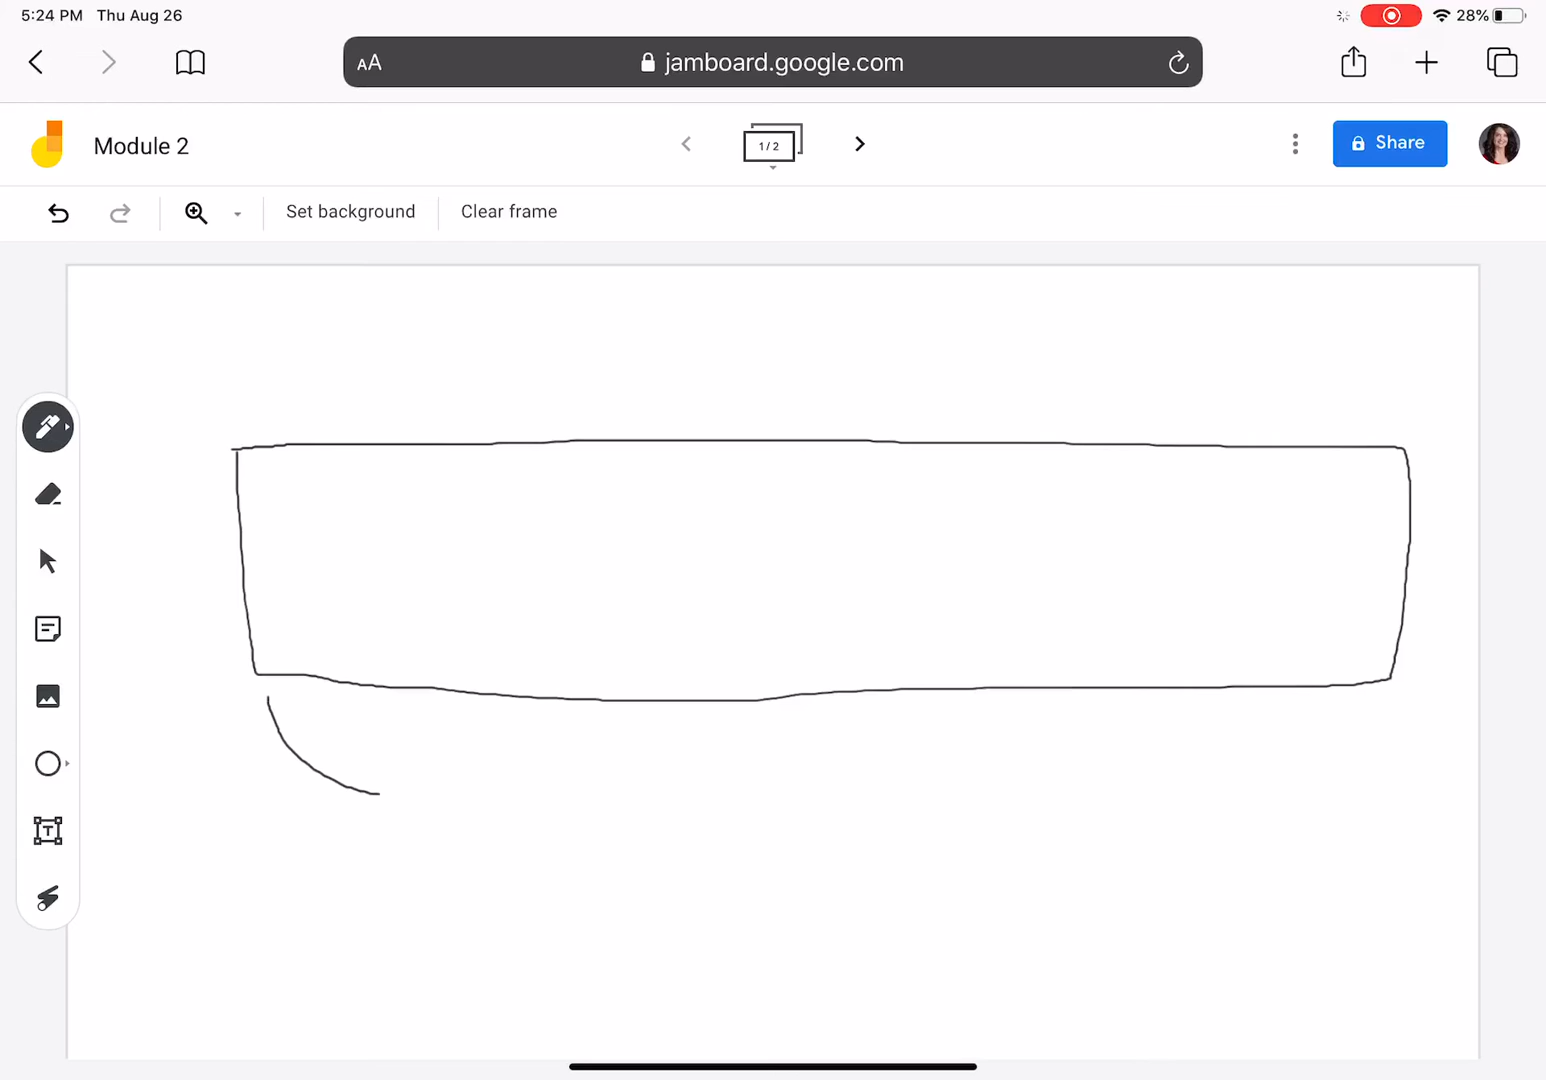 5:24 PM Thu Aug 26
28%
AA
jamboard.google.com
Module 2
1 / 2
Share
Set background
Clear frame
T